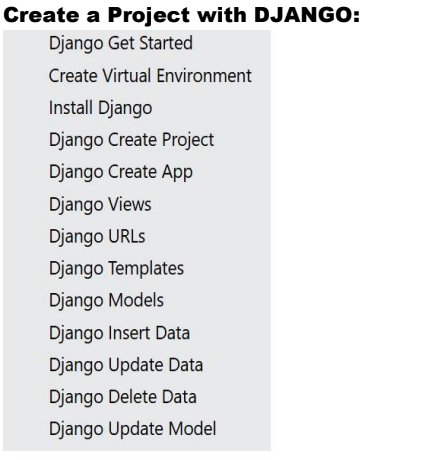 Create a Project with DJANGO:
Django Get Started
Create Virtual Environment
Install Django
Django Create Project
Django Create App
Django Views
Django URLs
Django Templates
Django Models
Django Insert Data
Django Update Data
Django Delete Data
Django Update Model